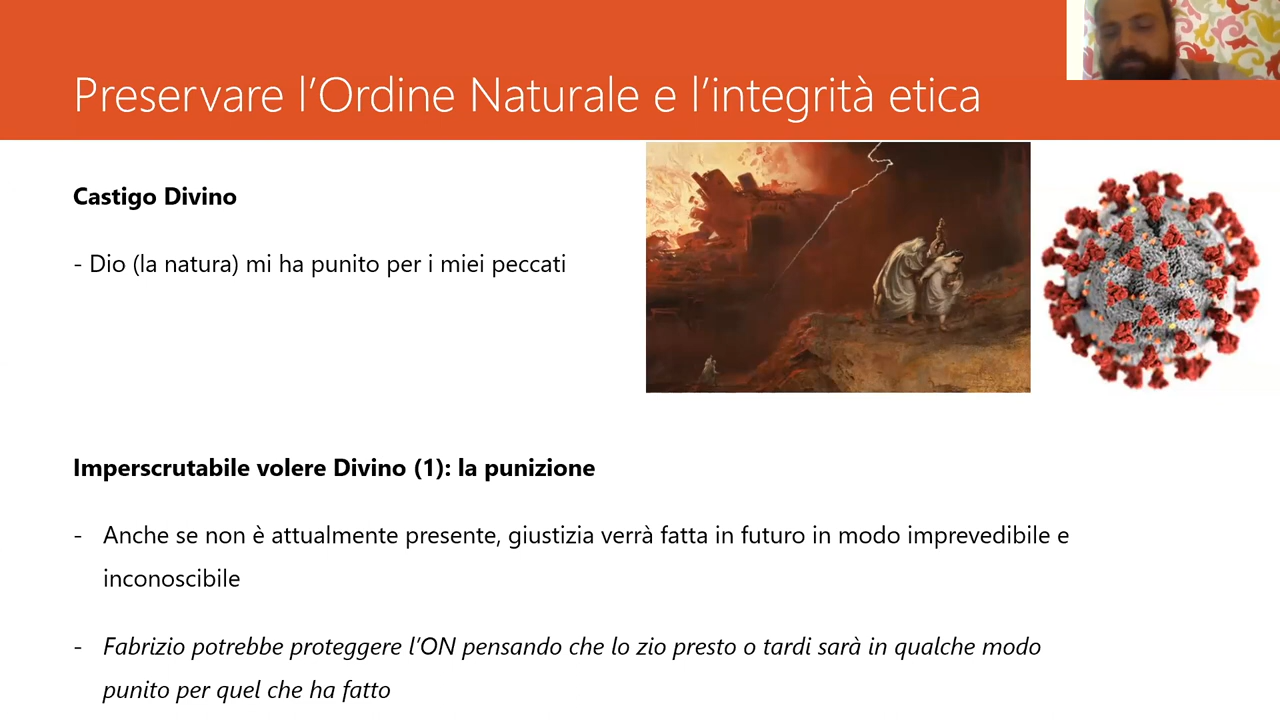 Preservare l'Ordine Naturale e l'integrità etica
Castigo Divino
- Dio (la natura) mi ha punito per i miei peccati
Imperscrutabile volere Divino (1): la punizione
- Anche se non è attualmente presente, giustizia verrà fatta in futuro in modo imprevedibile e
inconoscibile
- Fabrizio potrebbe proteggere l'ON pensando che lo zio presto o tardi sarà in qualche modo
punito per quel che ha fatto